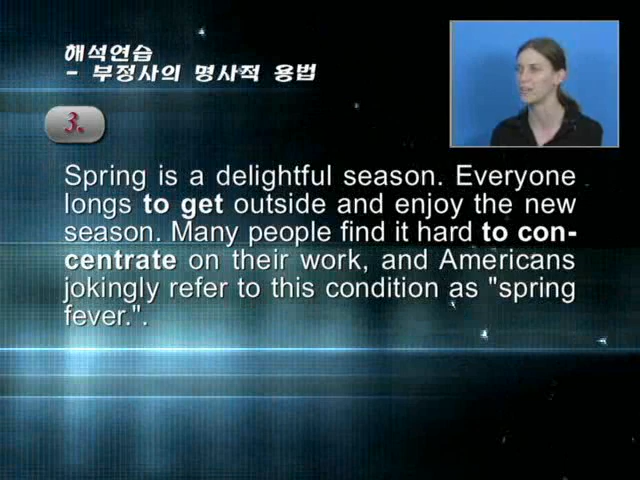 해석연습
- 부정사의 명사적 용법
3.
Spring is a delightful season. Everyone
longs to get outside and enjoy the new
season. Many people find it hard to con-
centrate on their work, and Americans
jokingly refer to this condition as "spring
fever.".